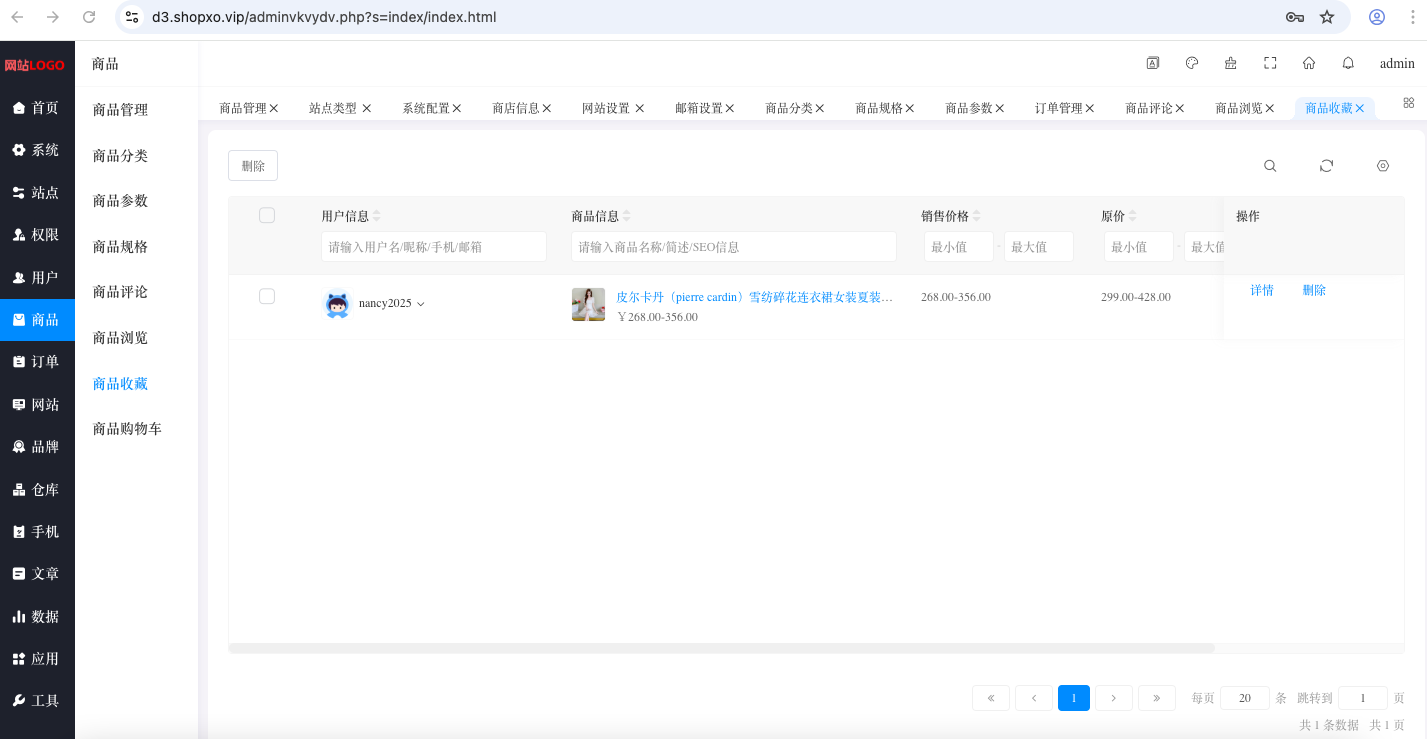 d3.shopxo.vip/adminvkvydv.php?s=index/index.html
网站LOGO
首页
系统
站点
权限
用户
商品
订单
网站
品牌
仓库
手机
文章
数据
应用
工具
商品
商品管理
商品分类
商品参数
商品规格
商品评论
商品浏览
商品收藏
商品购物车
admin
商品管理 站点类型 系统配置 商店信息 网站设置 邮箱设置 商品分类 商品规格 商品参数 订单管理 商品评论 商品浏览 商品收藏
删除
用户信息 商品信息 销售价格 原价 操作
请输入用户名/昵称/手机/邮箱 请输入商品名称/简述/SEO信息 最小值 - 最大值 最小值 - 最大值
nancy2025 皮尔卡丹（pierre cardin）雪纺碎花连衣裙女装夏装… 268.00-356.00 299.00-428.00 详情 删除
￥268.00-356.00
« ‹ 1 › » 每页 20 条 跳转到 1 页
共 1 条数据 共 1 页